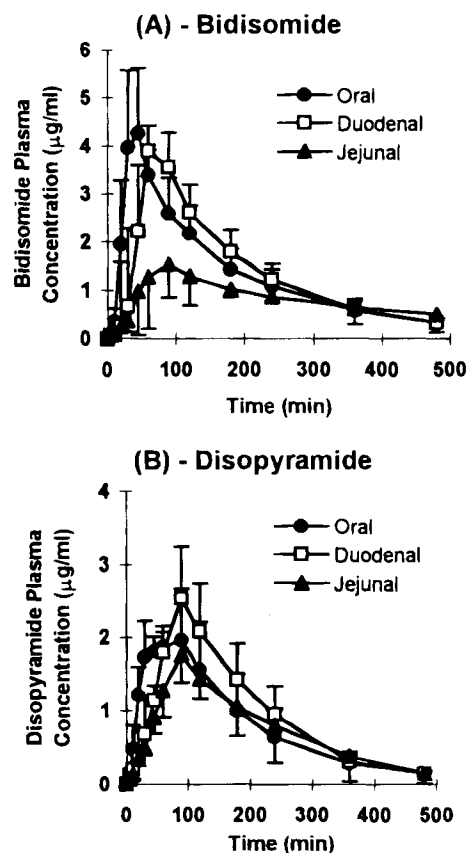 (A) - Bidisomide
6
5
4
3
2
1
0
Bidisomide Plasma
Concentration (µg/ml)
Oral
Duodenal
Jejunal
0 100 200 300 400 500
Time (min)
(B) - Disopyramide
4
3
2
1
0
Disopyramide Plasma
Concentration (µg/ml)
Oral
Duodenal
Jejunal
0 100 200 300 400 500
Time (min)